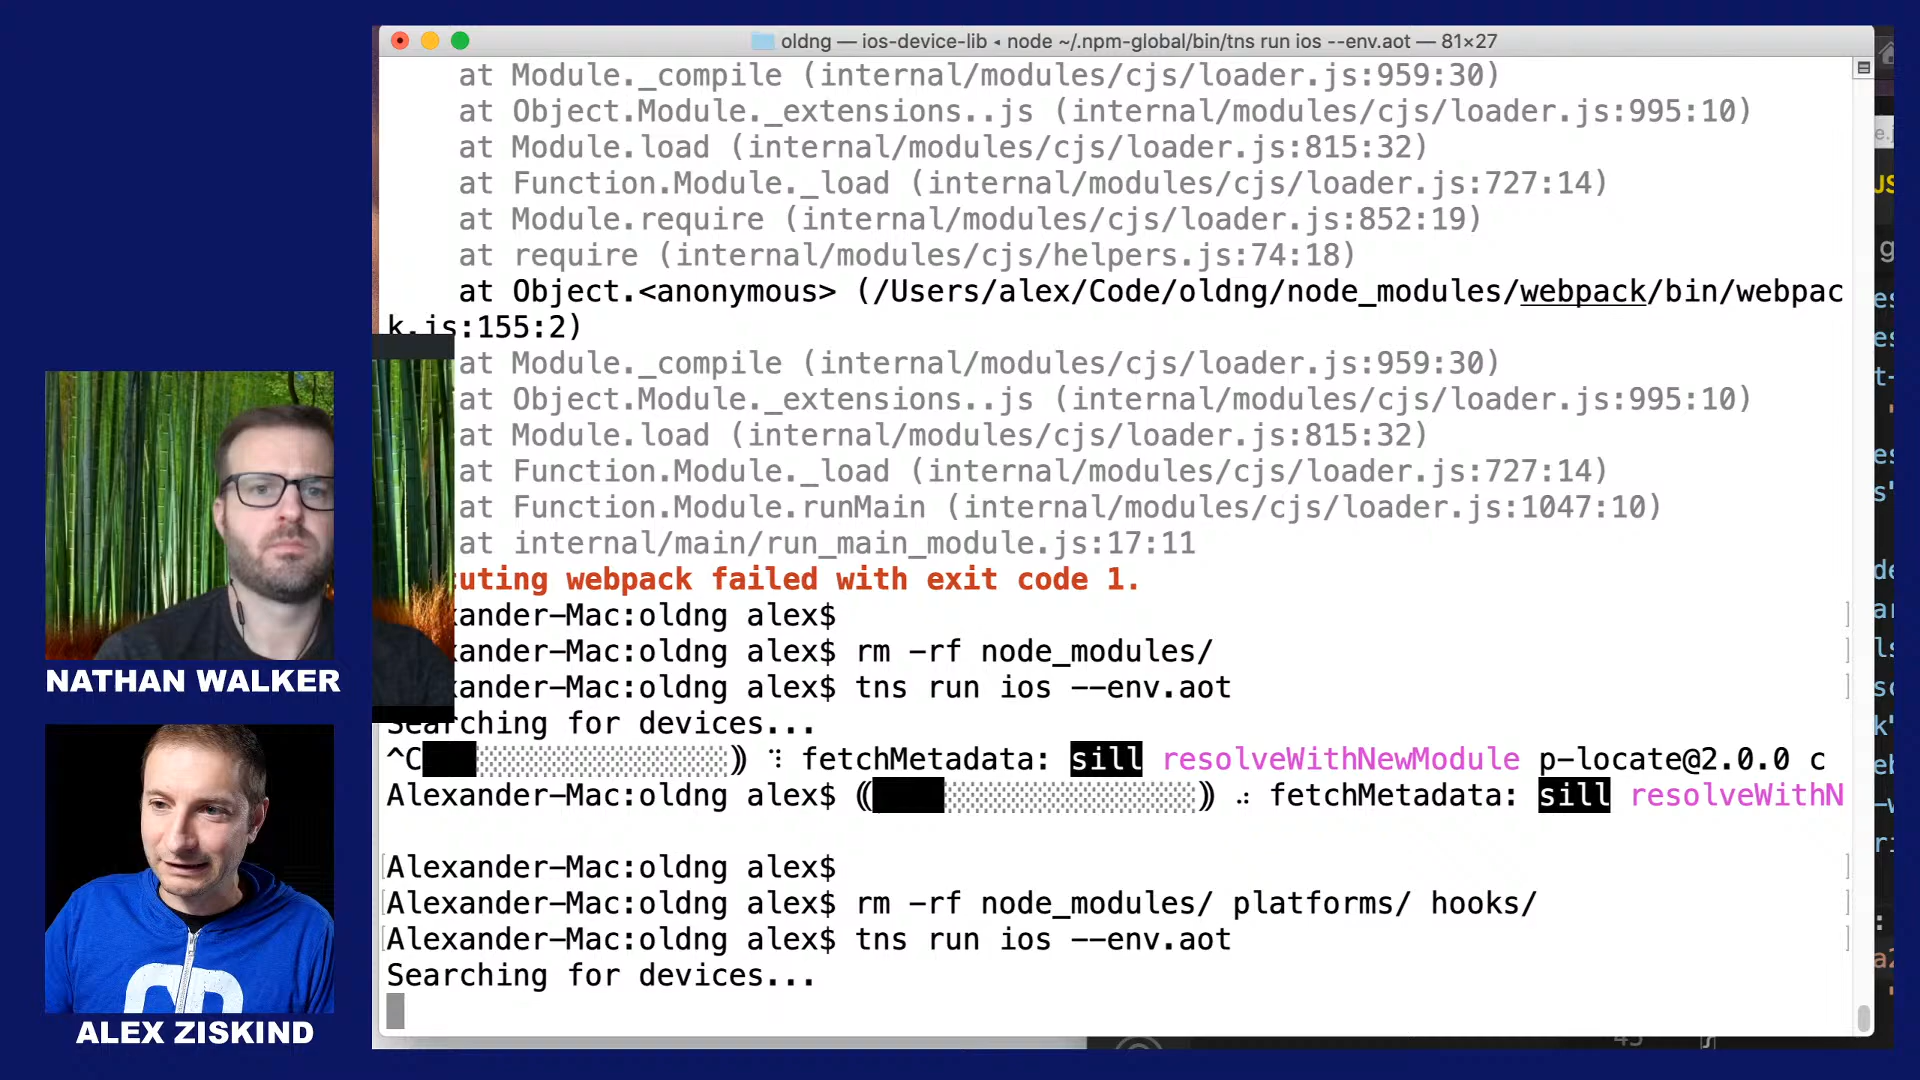 oldng — ios-device-lib ◂ node ~/.npm-global/bin/tns run ios --env.aot — 81×27
at Module._compile (internal/modules/cjs/loader.js:959:30)
at Object.Module._extensions..js (internal/modules/cjs/loader.js:995:10)
at Module.load (internal/modules/cjs/loader.js:815:32)
at Function.Module._load (internal/modules/cjs/loader.js:727:14)
at Module.require (internal/modules/cjs/loader.js:852:19)
at require (internal/modules/cjs/helpers.js:74:18)
at Object.<anonymous> (/Users/alex/Code/oldng/node_modules/webpack/bin/webpac
k.js:155:2)
at Module._compile (internal/modules/cjs/loader.js:959:30)
at Object.Module._extensions..js (internal/modules/cjs/loader.js:995:10)
at Module.load (internal/modules/cjs/loader.js:815:32)
at Function.Module._load (internal/modules/cjs/loader.js:727:14)
at Function.Module.runMain (internal/modules/cjs/loader.js:1047:10)
at internal/main/run_main_module.js:17:11
cuting webpack failed with exit code 1.
xander-Mac:oldng alex$
xander-Mac:oldng alex$ rm -rf node_modules/
xander-Mac:oldng alex$ tns run ios --env.aot
Searching for devices...
^C ⸩ ⠹ fetchMetadata: sill resolveWithNewModule p-locate@2.0.0 c
Alexander-Mac:oldng alex$ ⸨ ⸩ ⠴ fetchMetadata: sill resolveWithN
Alexander-Mac:oldng alex$
Alexander-Mac:oldng alex$ rm -rf node_modules/ platforms/ hooks/
Alexander-Mac:oldng alex$ tns run ios --env.aot
Searching for devices...
NATHAN WALKER
ALEX ZISKIND